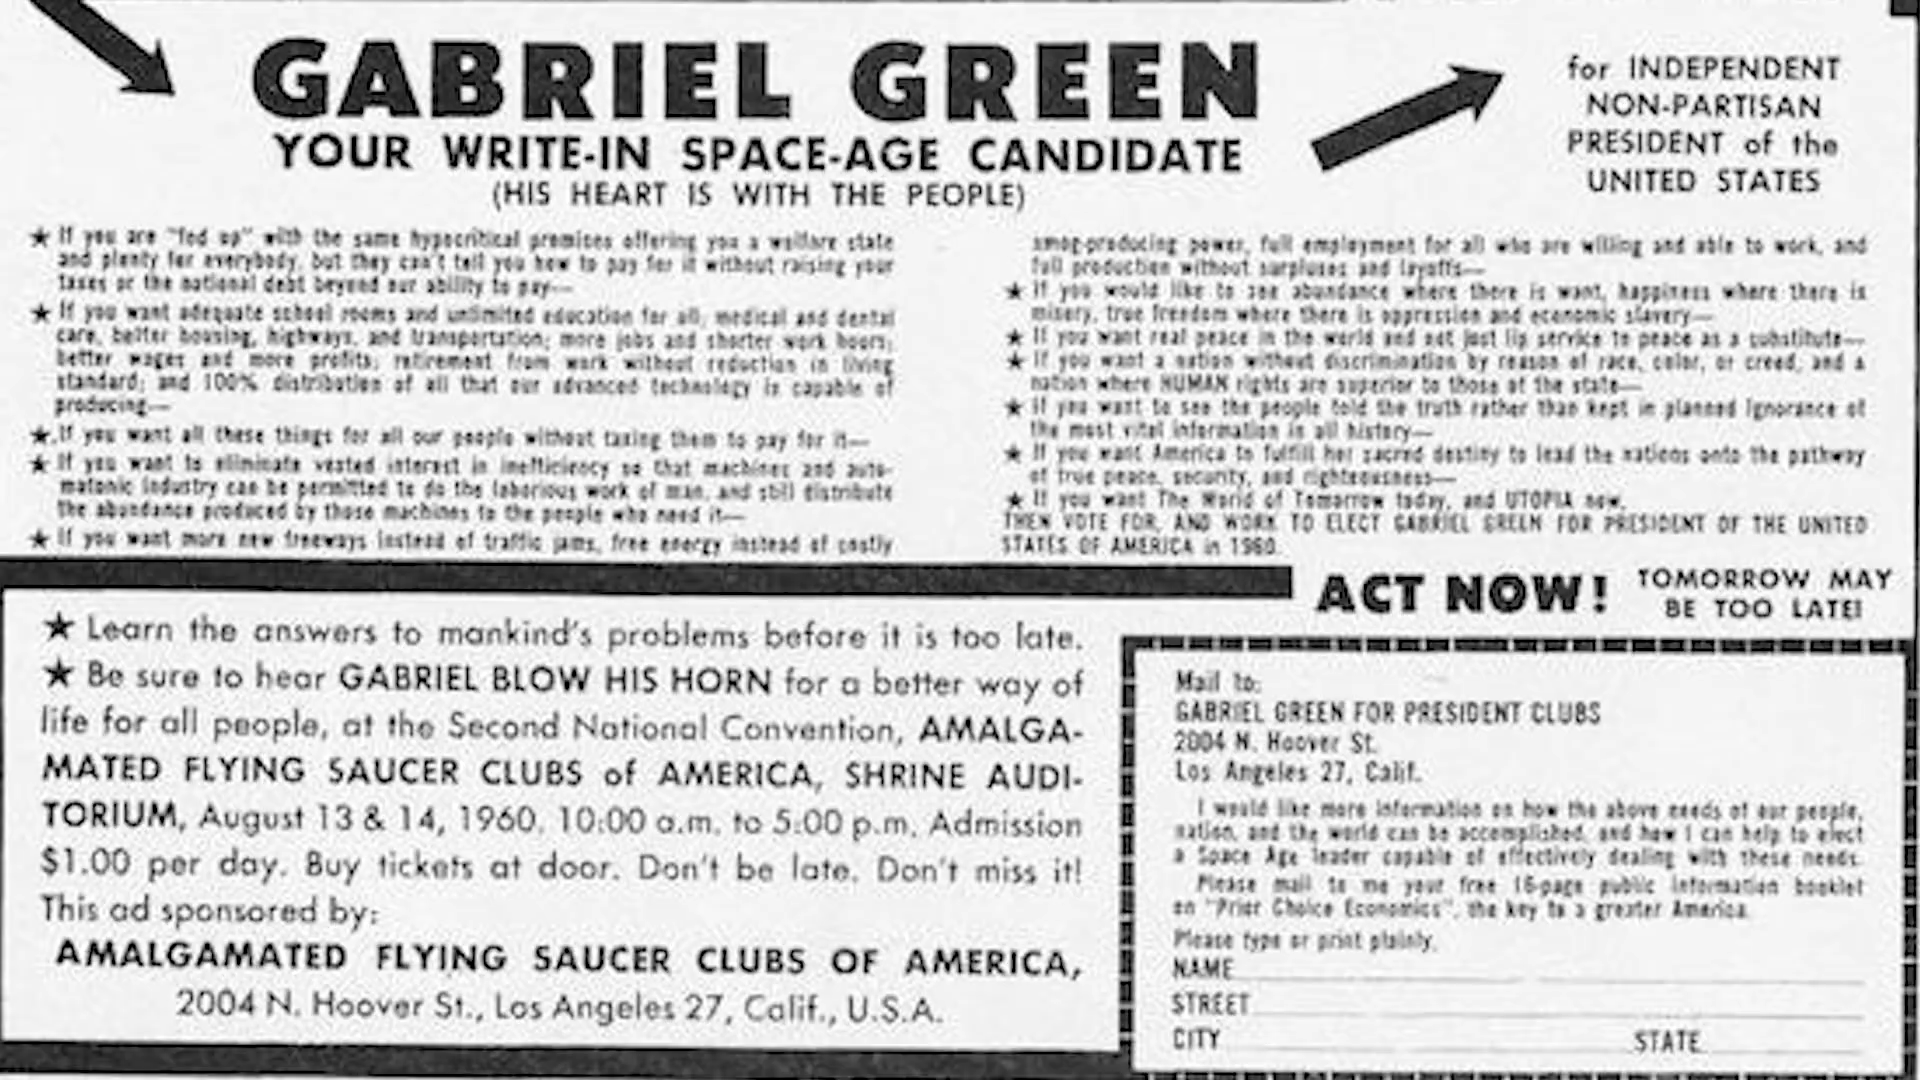 GABRIEL GREEN
YOUR WRITE-IN SPACE-AGE CANDIDATE
(HIS HEART IS WITH THE PEOPLE)
for INDEPENDENT
NON-PARTISAN
PRESIDENT of the
UNITED STATES
★ If you are "fed up" with the same hypocritical promises offering you a welfare state
and plenty for everybody, but they can't tell you how to pay for it without raising your
taxes or the national debt beyond our ability to pay—
★ If you want adequate school rooms and unlimited education for all; medical and dental
care, better housing, highways, and transportation; more jobs and shorter work hours;
better wages and more profits; retirement from work without reduction in living
standard; and 100% distribution of all that our advanced technology is capable of
producing—
★ If you want all these things for all our people without taxing them to pay for it—
★ If you want to eliminate vested interest in inefficiency so that machines and auto-
matonic industry can be permitted to do the laborious work of man, and still distribute
the abundance produced by those machines to the people who need it—
★ If you want more new freeways instead of traffic jams, free energy instead of costly
smog-producing power, full employment for all who are willing and able to work, and
full production without surpluses and layoffs—
★ If you would like to see abundance where there is want, happiness where there is
misery, true freedom where there is oppression and economic slavery—
★ If you want real peace in the world and not just lip service to peace as a substitute—
★ If you want a nation without discrimination by reason of race, color, or creed, and a
nation where HUMAN rights are superior to those of the state—
★ If you want to see the people told the truth rather than kept in planned ignorance of
the most vital information in all history—
★ If you want America to fulfill her sacred destiny to lead the nations onto the pathway
of true peace, security, and righteousness—
★ If you want The World of Tomorrow today, and UTOPIA now,
THEN VOTE FOR, AND WORK TO ELECT GABRIEL GREEN FOR PRESIDENT OF THE UNITED
STATES OF AMERICA in 1960.
ACT NOW!
TOMORROW MAY
BE TOO LATE!
★ Learn the answers to mankind's problems before it is too late.
★ Be sure to hear GABRIEL BLOW HIS HORN for a better way of
life for all people, at the Second National Convention, AMALGA-
MATED FLYING SAUCER CLUBS of AMERICA, SHRINE AUDI-
TORIUM, August 13 & 14, 1960. 10:00 a.m. to 5:00 p.m. Admission
$1.00 per day. Buy tickets at door. Don't be late. Don't miss it!
This ad sponsored by:
AMALGAMATED FLYING SAUCER CLUBS OF AMERICA,
2004 N. Hoover St., Los Angeles 27, Calif., U.S.A.
Mail to:
GABRIEL GREEN FOR PRESIDENT CLUBS
2004 N. Hoover St.
Los Angeles 27, Calif.
I would like more information on how the above needs of our people,
nation, and the world can be accomplished, and how I can help to elect
a Space Age leader capable of effectively dealing with these needs.
Please mail to me your free 16-page public information booklet
on "Prior Choice Economics", the key to a greater America.
Please type or print plainly.
NAME
STREET
CITY STATE